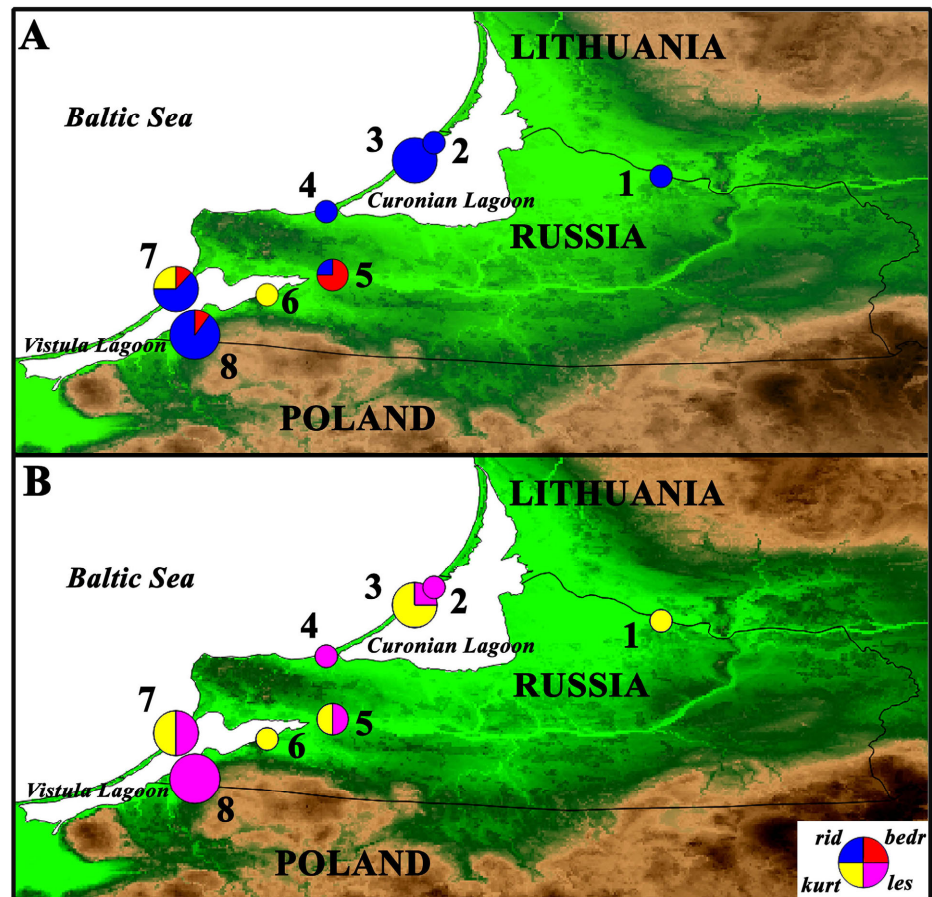 A
LITHUANIA
Baltic Sea
3
2
4
Curonian Lagoon
1
RUSSIA
7
5
6
Vistula Lagoon
8
POLAND
B
LITHUANIA
Baltic Sea
3
2
4
Curonian Lagoon
1
RUSSIA
7
5
6
Vistula Lagoon
8
POLAND
rid bedr
kurt les